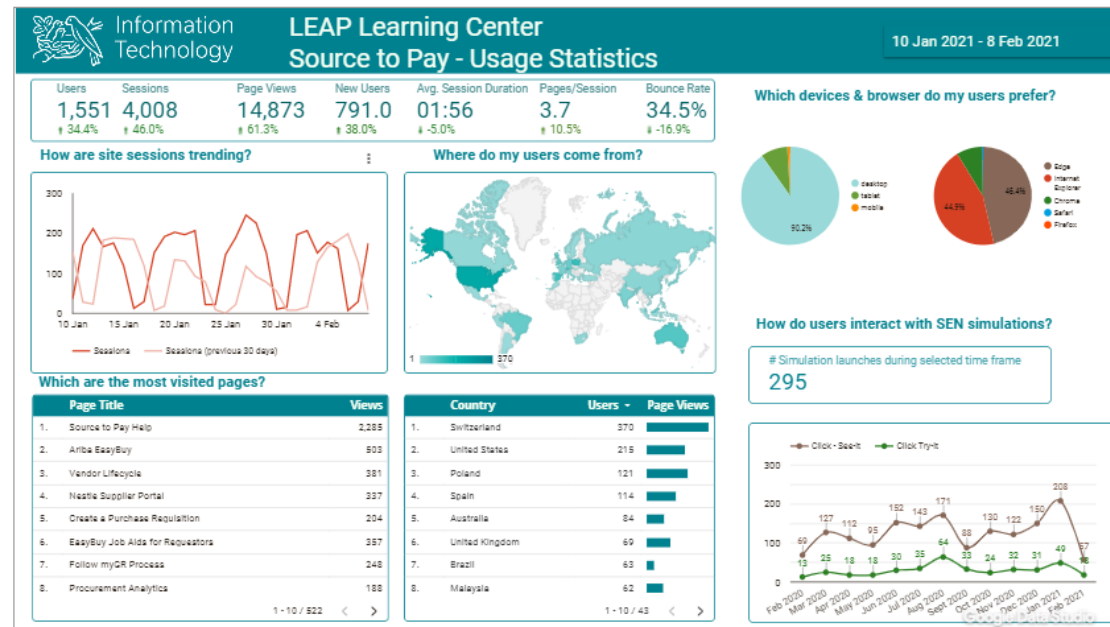 Information
Technology
LEAP Learning Center
Source to Pay - Usage Statistics
10 Jan 2021 - 8 Feb 2021
Users
1,551
34.4%
Sessions
4,008
46.0%
Page Views
14,873
61.3%
New Users
791.0
38.0%
Avg. Session Duration
01:56
-5.0%
Pages/Session
3.7
10.5%
Bounce Rate
34.5%
-16.9%
How are site sessions trending?
300
200
100
0
10 Jan 15 Jan 20 Jan 25 Jan 30 Jan 4 Feb
Sessions Sessions (previous 30 days)
Where do my users come from?
1 370
Which devices & browser do my users prefer?
90.2%
desktop
tablet
mobile
44.9% 46.4%
Edge
Internet
Explorer
Chrome
Safari
Firefox
Which are the most visited pages?
Page Title Views
1. Source to Pay Help 2,285
2. Ariba EasyBuy 503
3. Vendor Lifecycle 381
4. Nestle Supplier Portal 337
5. Create a Purchase Requisition 204
6. EasyBuy Job Aids for Requestors 357
7. Follow myGR Process 248
8. Procurement Analytics 188
1 - 10 / 522
Country Users Page Views
1. Switzerland 370
2. United States 215
3. Poland 121
4. Spain 114
5. Australia 84
6. United Kingdom 69
7. Brazil 63
8. Malaysia 62
1 - 10 / 43
How do users interact with SEN simulations?
# Simulation launches during selected time frame
295
Click - See-It Click Try-It
300
200
100
0
69 127 112 95 152 143 171 88 130 122 150 208 57
13 25 18 18 30 35 64 33 24 32 31 49
Feb 2020 Mar 2020 Apr 2020 May 2020 Jun 2020 Jul 2020 Aug 2020 Sept 2020 Oct 2020 Nov 2020 Dec 2020 Jan 2021 Feb 2021
Google Data Studio